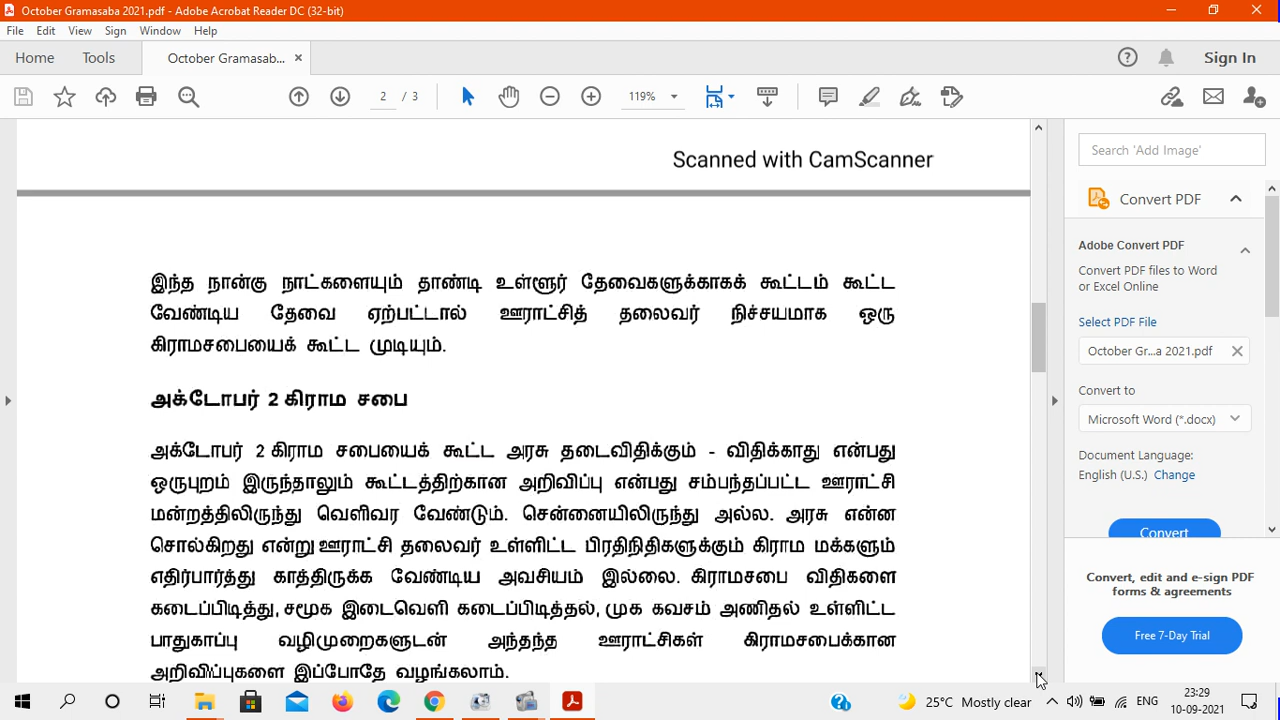 October Gramasaba 2021.pdf - Adobe Acrobat Reader DC (32-bit)
File Edit View Sign Window Help
Home Tools October Gramasab... Sign In
2 / 3 119%
Search 'Add Image'
Scanned with CamScanner
Convert PDF
Adobe Convert PDF
Convert PDF files to Word
or Excel Online
Select PDF File
October Gr...a 2021.pdf
Convert to
Microsoft Word (*.docx)
Document Language:
English (U.S.) Change
Convert
Convert, edit and e-sign PDF
forms & agreements
Free 7-Day Trial
இந்த நான்கு நாட்களையும் தாண்டி உள்ளூர் தேவைகளுக்காகக் கூட்டம் கூட்ட
வேண்டிய தேவை ஏற்பட்டால் ஊராட்சித் தலைவர் நிச்சயமாக ஒரு
கிராமசபையைக் கூட்ட முடியும்.
அக்டோபர் 2 கிராம சபை
அக்டோபர் 2 கிராம சபையைக் கூட்ட அரசு தடைவிதிக்கும் - விதிக்காது என்பது
ஒருபுறம் இருந்தாலும் கூட்டத்திற்கான அறிவிப்பு என்பது சம்பந்தப்பட்ட ஊராட்சி
மன்றத்திலிருந்து வெளிவர வேண்டும். சென்னையிலிருந்து அல்ல. அரசு என்ன
சொல்கிறது என்று ஊராட்சி தலைவர் உள்ளிட்ட பிரதிநிதிகளுக்கும் கிராம மக்களும்
எதிர்பார்த்து காத்திருக்க வேண்டிய அவசியம் இல்லை. கிராமசபை விதிகளை
கடைப்பிடித்து, சமூக இடைவெளி கடைப்பிடித்தல், முக கவசம் அணிதல் உள்ளிட்ட
பாதுகாப்பு வழிமுறைகளுடன் அந்தந்த ஊராட்சிகள் கிராமசபைக்கான
அறிவிப்புகளை இப்போதே வழங்கலாம்.
25°C Mostly clear ENG 23:29
10-09-2021